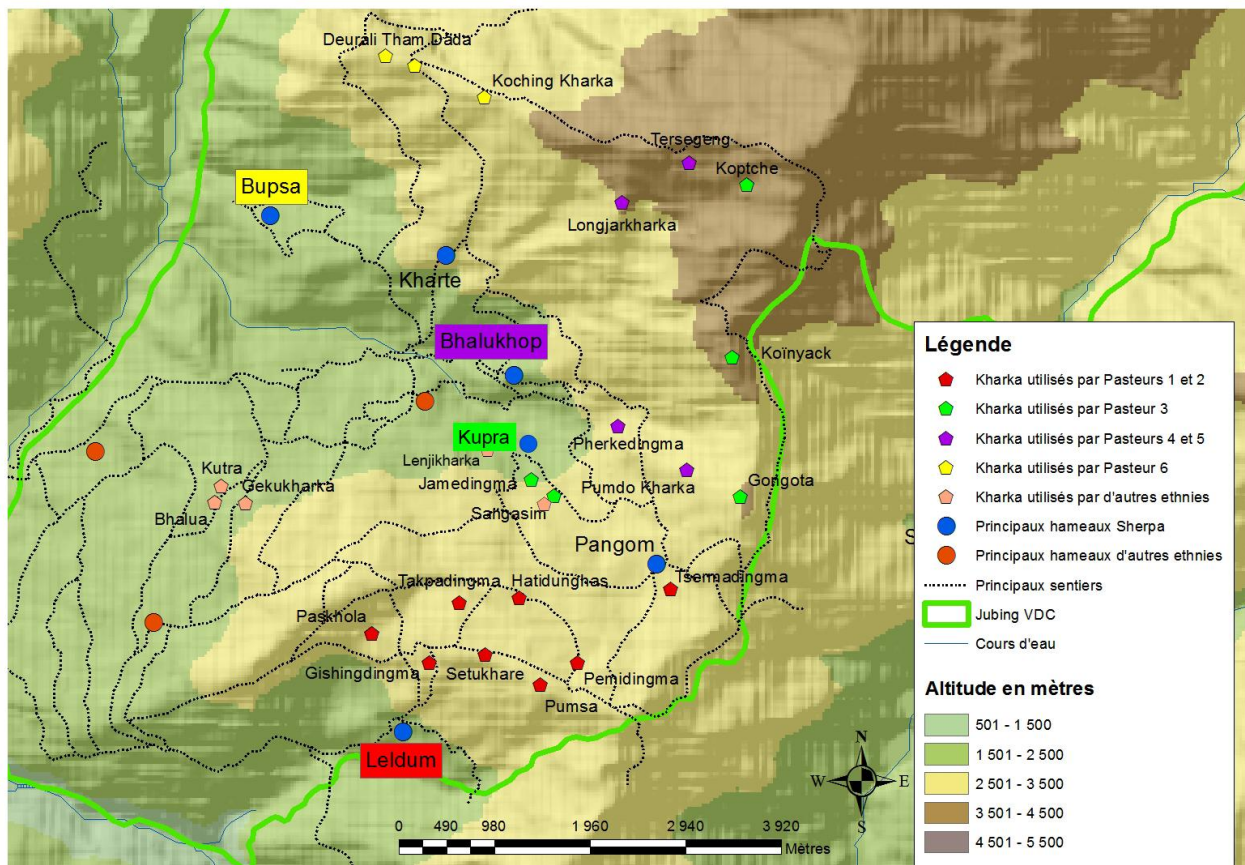 Deurali Tham Dada
Koching Kharka
Tersegeng
Koptche
Bupsa
Longjarkharka
Kharte
Bhalukhop
Koïnyack
Kupra
Pherkedingma
Lenjikharka
Kutra
Jamedingma
Pumdo Kharka
Gongota
Gekukharka
Bhalua
Sangasim
Pangom
Takpadingma
Hatidunghas
Tsemadingma
Paskhola
Gishingdingma
Setukhare
Pemidingma
Pumsa
Leldum
S
Légende
Kharka utilisés par Pasteurs 1 et 2
Kharka utilisés par Pasteur 3
Kharka utilisés par Pasteurs 4 et 5
Kharka utilisés par Pasteur 6
Kharka utilisés par d'autres ethnies
Principaux hameaux Sherpa
Principaux hameaux d'autres ethnies
Principaux sentiers
Jubing VDC
Cours d'eau
Altitude en mètres
501 - 1 500
1 501 - 2 500
2 501 - 3 500
3 501 - 4 500
4 501 - 5 500
N
W E
S
0 490 980 1 960 2 940 3 920
Mètres